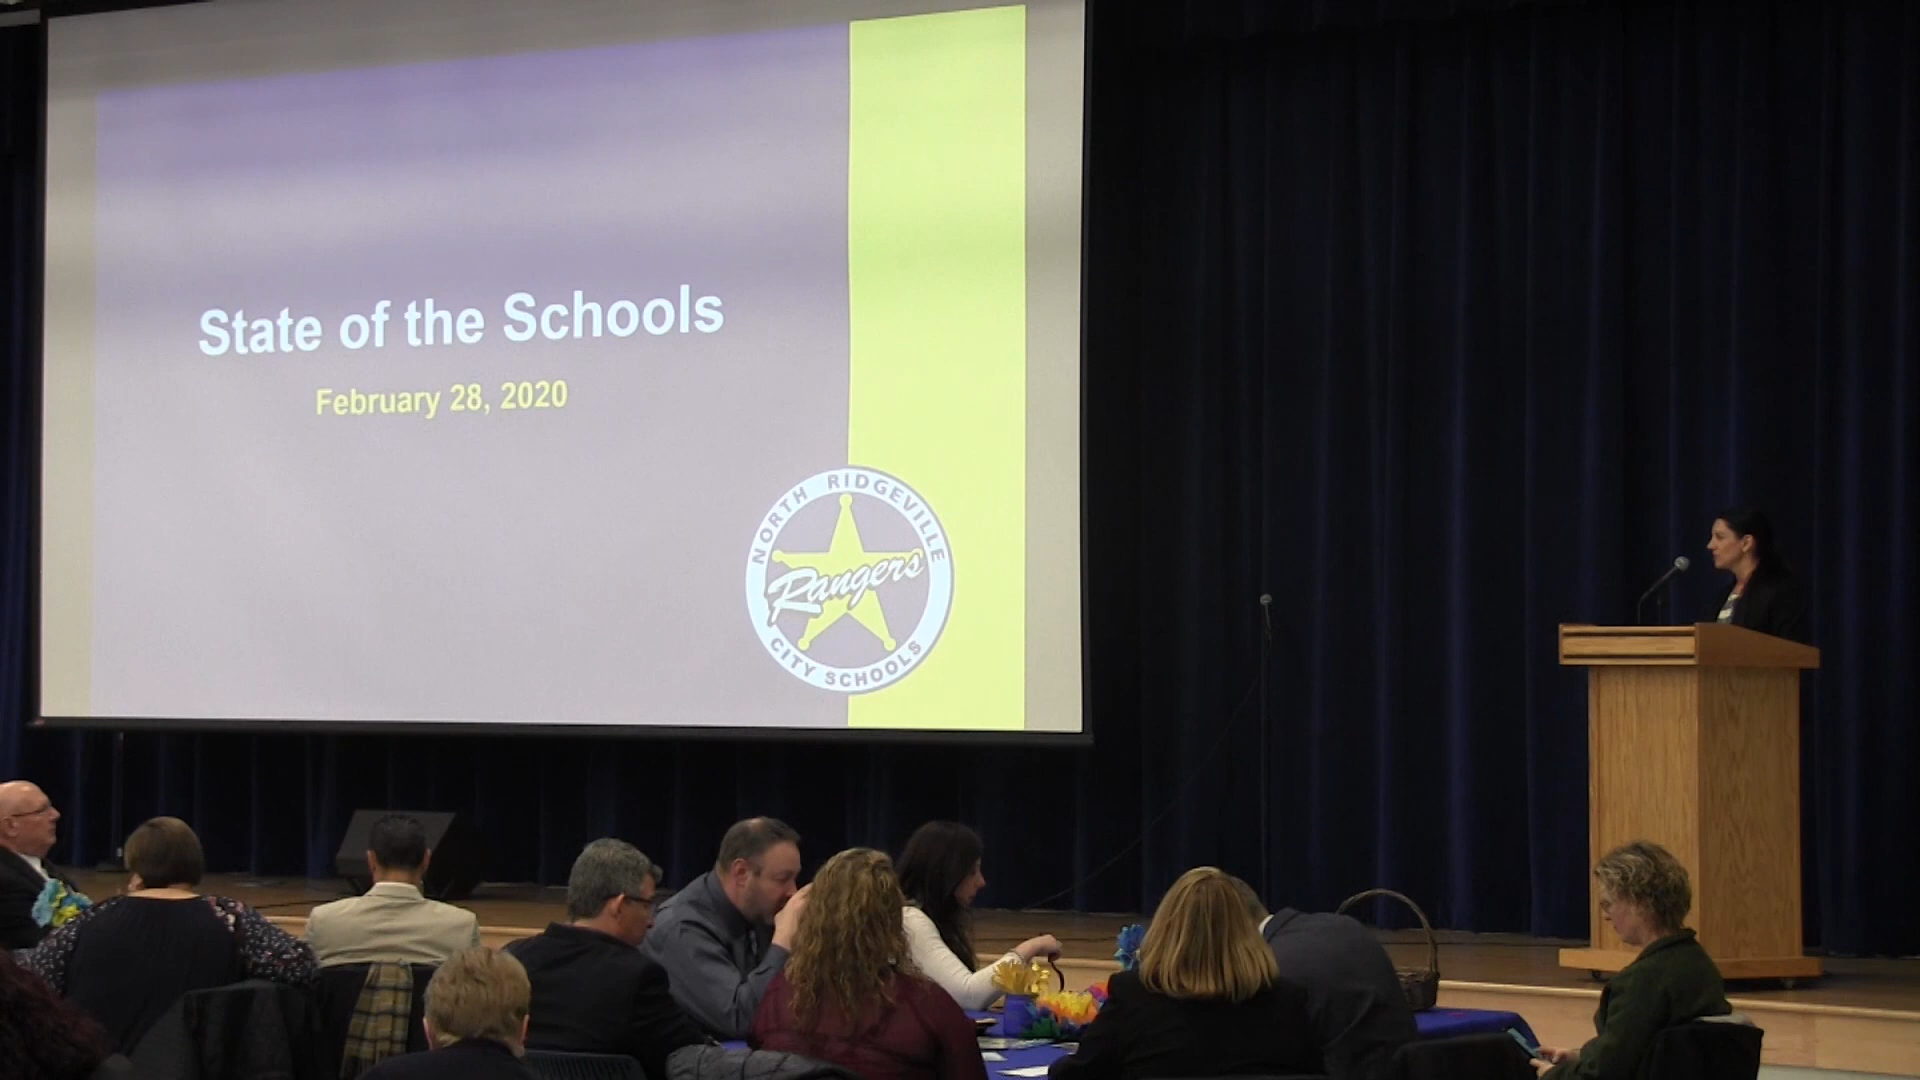 State of the Schools
February 28, 2020
NORTH RIDGEVILLE
Rangers
CITY SCHOOLS